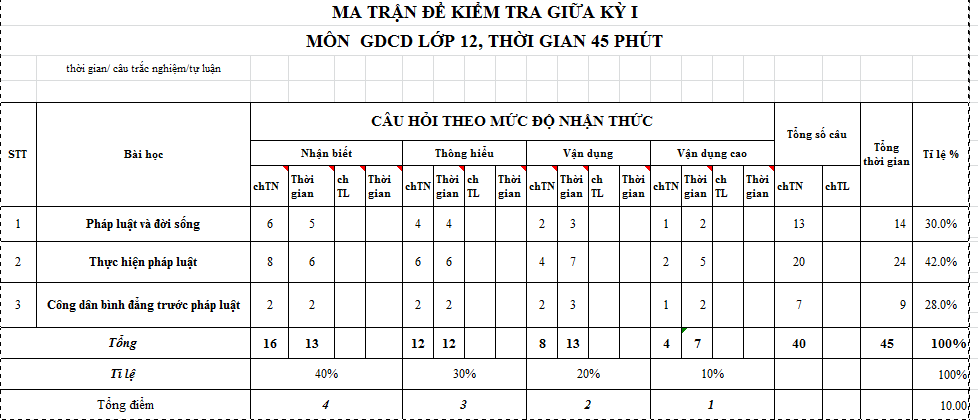 MA TRẬN ĐỀ KIỂM TRA GIỮA KỲ I
MÔN GDCD LỚP 12, THỜI GIAN 45 PHÚT
thời gian/ câu trắc nghiệm/tự luận
STT Bài học CÂU HỎI THEO MỨC ĐỘ NHẬN THỨC Tổng số câu Tổng thời gian Tỉ lệ %
Nhận biết Thông hiểu Vận dụng Vận dụng cao
chTN Thời gian ch TL Thời gian chTN Thời gian ch TL Thời gian chTN Thời gian ch TL Thời gian chTN Thời gian ch TL Thời gian chTN chTL
1 Pháp luật và đời sống 6 5 4 4 2 3 1 2 13 14 30.0%
2 Thực hiện pháp luật 8 6 6 6 4 7 2 5 20 24 42.0%
3 Công dân bình đẳng trước pháp luật 2 2 2 2 2 3 1 2 7 9 28.0%
Tổng 16 13 12 12 8 13 4 7 40 45 100%
Tỉ lệ 40% 30% 20% 10% 100%
Tổng điểm 4 3 2 1 10.00